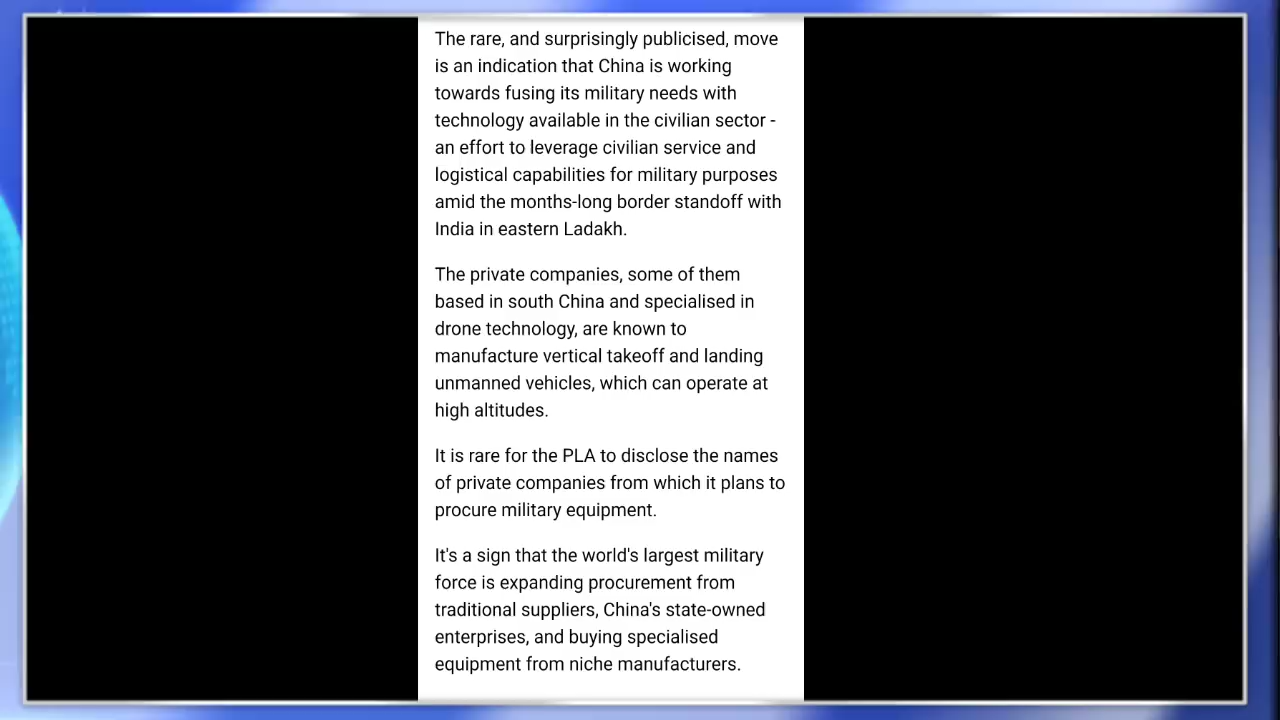 The rare, and surprisingly publicised, move
is an indication that China is working
towards fusing its military needs with
technology available in the civilian sector -
an effort to leverage civilian service and
logistical capabilities for military purposes
amid the months-long border standoff with
India in eastern Ladakh.
The private companies, some of them
based in south China and specialised in
drone technology, are known to
manufacture vertical takeoff and landing
unmanned vehicles, which can operate at
high altitudes.
It is rare for the PLA to disclose the names
of private companies from which it plans to
procure military equipment.
It's a sign that the world's largest military
force is expanding procurement from
traditional suppliers, China's state-owned
enterprises, and buying specialised
equipment from niche manufacturers.